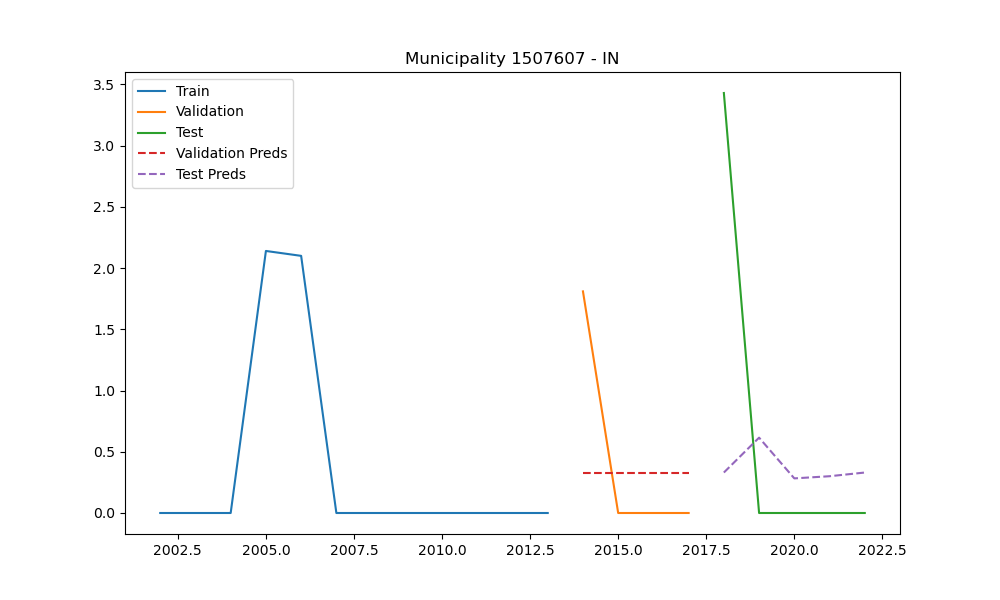 Municipality 1507607 - IN
3.5
3.0
2.5
2.0
1.5
1.0
0.5
0.0
Train
Validation
Test
Validation Preds
Test Preds
2002.5 2005.0 2007.5 2010.0 2012.5 2015.0 2017.5 2020.0 2022.5